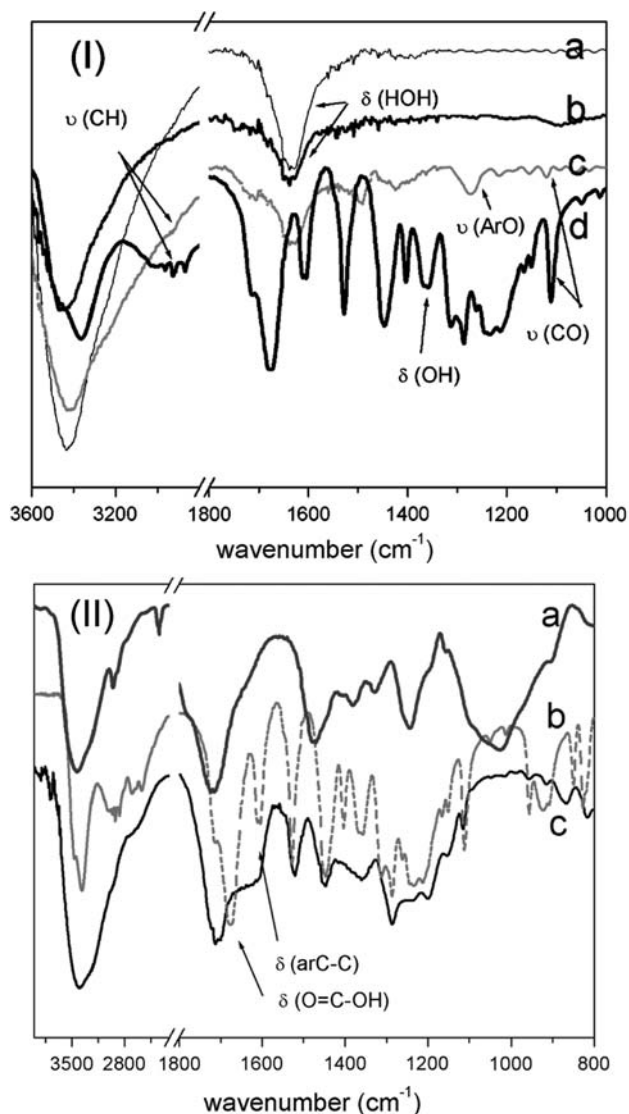 (I)
a
δ (HOH)
υ (CH)
b
c
υ (ArO)
d
υ (CO)
δ (OH)
3600 3200 1800 1600 1400 1200 1000
wavenumber (cm⁻¹)
(II)
a
b
c
δ (arC-C)
δ (O=C-OH)
3500 2800 1800 1600 1400 1200 1000 800
wavenumber (cm⁻¹)